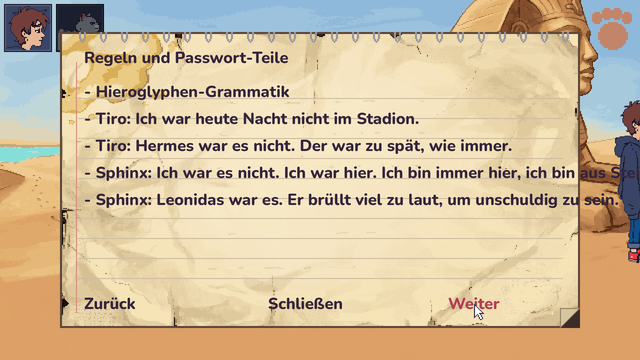 Regeln und Passwort-Teile
- Hieroglyphen-Grammatik
- Tiro: Ich war heute Nacht nicht im Stadion.
- Tiro: Hermes war es nicht. Der war zu spät, wie immer.
- Sphinx: Ich war es nicht. Ich war hier. Ich bin immer hier, ich bin aus
- Sphinx: Leonidas war es. Er brüllt viel zu laut, um unschuldig zu sein.
Zurück Schließen Weiter